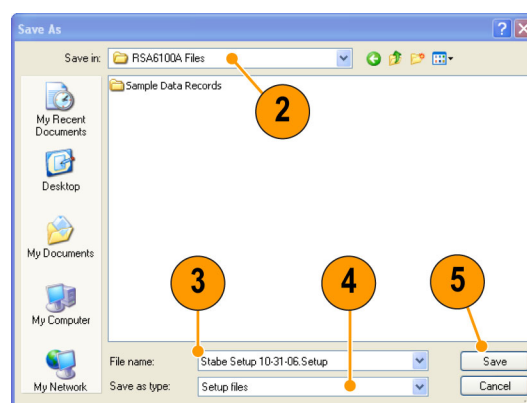 Save As
Save in: RSA6100A Files
Sample Data Records
2
My Recent
Documents
Desktop
My Documents
My Computer
My Network
3
4
5
File name: Stabe Setup 10-31-06.Setup Save
Save as type: Setup files Cancel